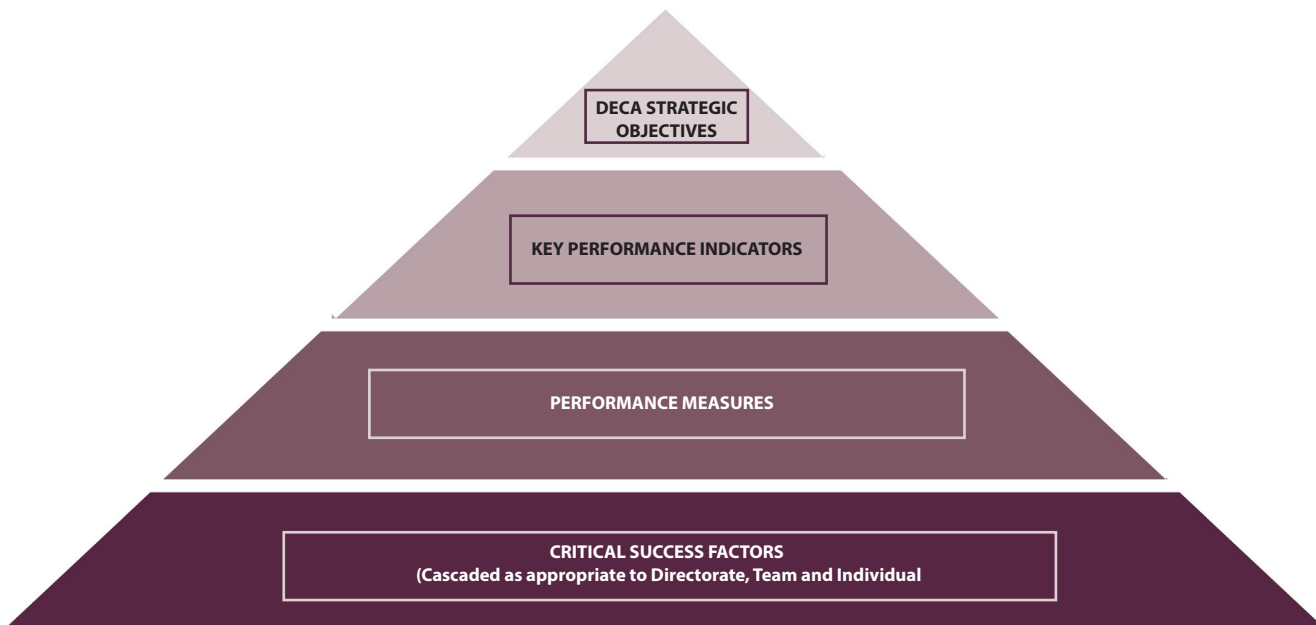 DECA STRATEGIC
OBJECTIVES
KEY PERFORMANCE INDICATORS
PERFORMANCE MEASURES
CRITICAL SUCCESS FACTORS
(Cascaded as appropriate to Directorate, Team and Individual